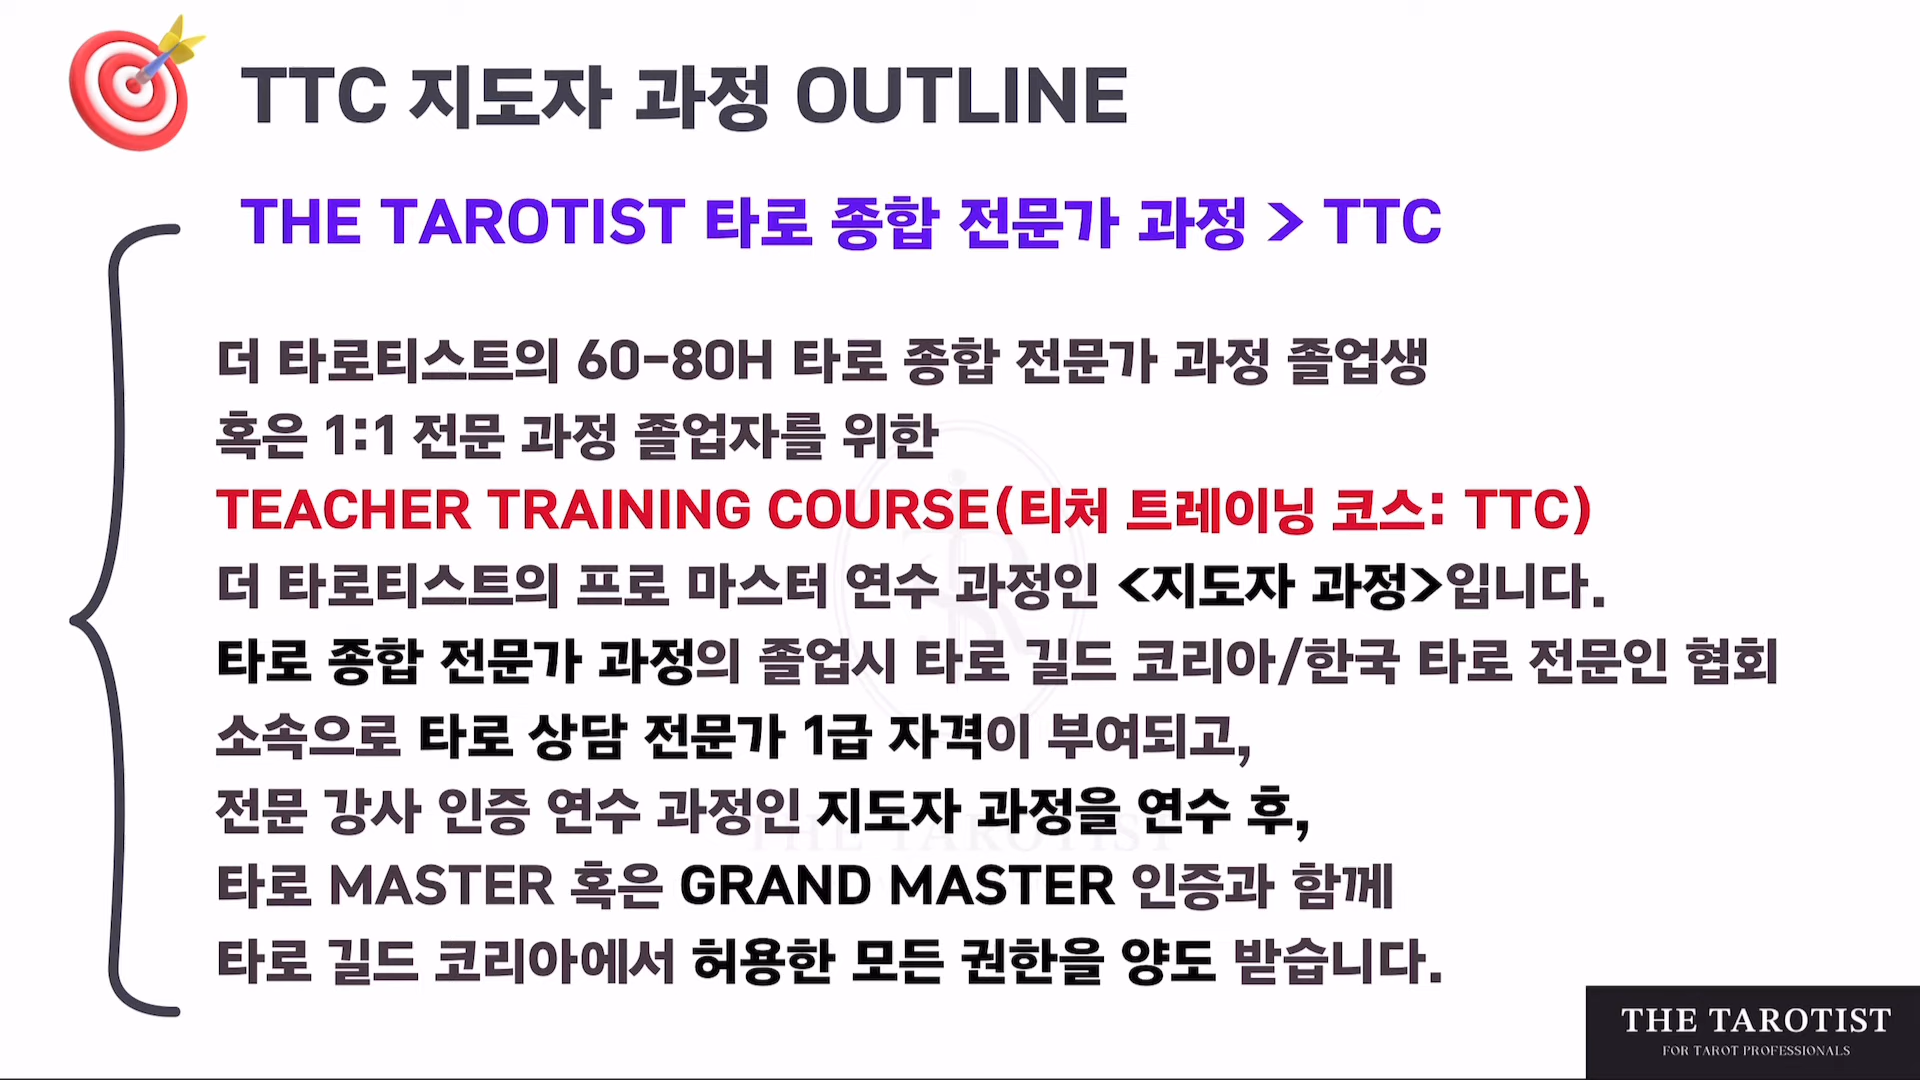 TTC 지도자 과정 OUTLINE
THE TAROTIST 타로 종합 전문가 과정 > TTC
더 타로티스트의 60-80H 타로 종합 전문가 과정 졸업생
혹은 1:1 전문 과정 졸업자를 위한
TEACHER TRAINING COURSE(티처 트레이닝 코스: TTC)
더 타로티스트의 프로 마스터 연수 과정인 <지도자 과정>입니다.
타로 종합 전문가 과정의 졸업시 타로 길드 코리아/한국 타로 전문인 협회
소속으로 타로 상담 전문가 1급 자격이 부여되고,
전문 강사 인증 연수 과정인 지도자 과정을 연수 후,
타로 MASTER 혹은 GRAND MASTER 인증과 함께
타로 길드 코리아에서 허용한 모든 권한을 양도 받습니다.
THE TAROTIST
THE TAROTIST
FOR TAROT PROFESSIONALS